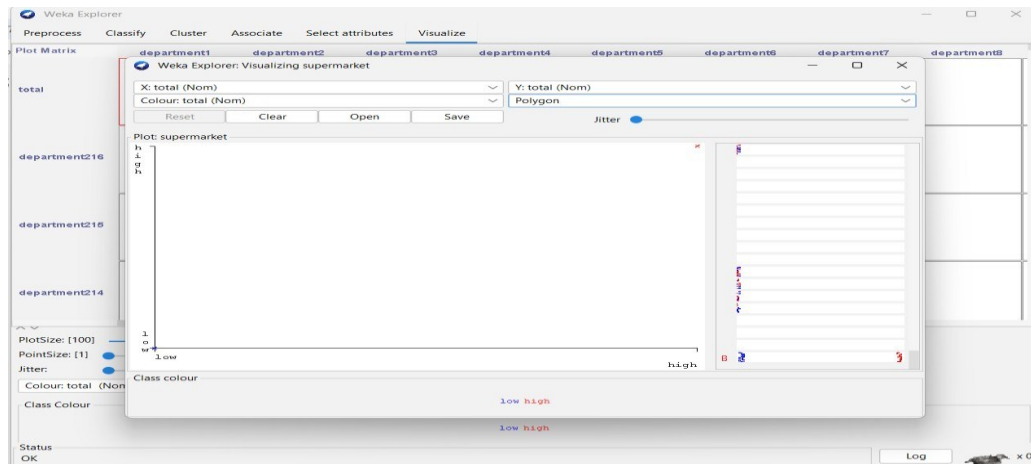 Weka Explorer
Preprocess Classify Cluster Associate Select attributes Visualize
Plot Matrix department1 department2 department3 department4 department5 department6 department7 department8
Weka Explorer: Visualizing supermarket
total
X: total (Nom) Y: total (Nom)
Colour: total (Nom) Polygon
Reset Clear Open Save Jitter
Plot: supermarket
high
department216
department215
department214
low
low high
B
PlotSize: [100]
PointSize: [1]
Jitter:
Class colour
Colour: total (Nom
low high
Class Colour
low high
Status
OK Log x 0